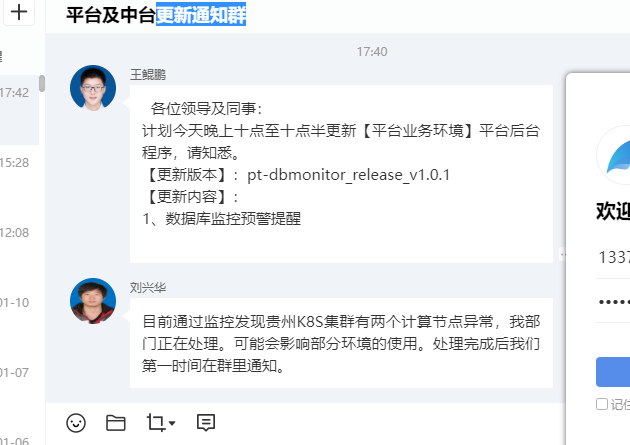 平台及中台更新通知群
17:40
17:42
15:28
12:08
01-10
01-07
01-06
王鲲鹏
各位领导及同事：
计划今天晚上十点至十点半更新【平台业务环境】平台后台
程序，请知悉。
【更新版本】：pt-dbmonitor_release_v1.0.1
【更新内容】：
1、数据库监控预警提醒
刘兴华
目前通过监控发现贵州K8S集群有两个计算节点异常，我部
门正在处理。可能会影响部分环境的使用。处理完成后我们
第一时间在群里通知。
欢迎
1337
记住